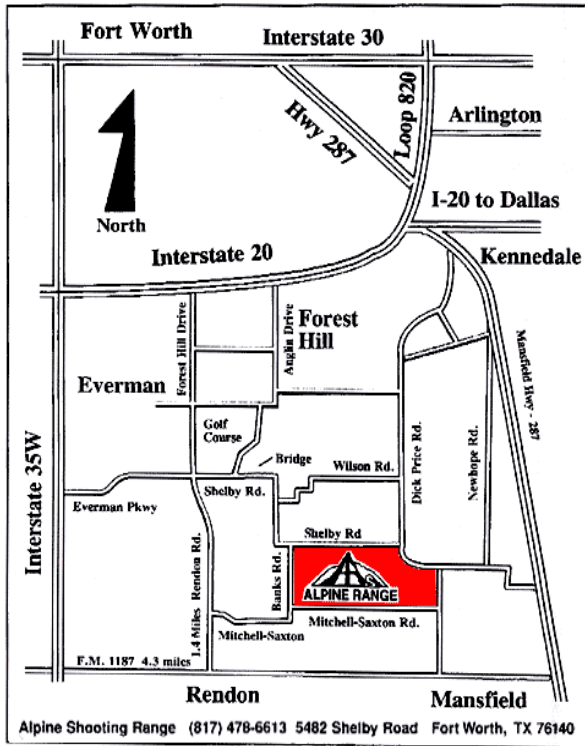 Fort Worth
Interstate 30
Loop 820
Hwy 287
Arlington
North
I-20 to Dallas
Interstate 20
Kennedale
Forest Hill Drive
Anglin Drive
Forest
Hill
Mansfield Hwy - 287
Everman
Golf
Course
Bridge
Wilson Rd.
Dick Price Rd.
Newhope Rd.
Interstate 35W
Everman Pkwy
Shelby Rd.
Shelby Rd
1.4 Miles Rendon Rd.
Banks Rd.
ALPINE RANGE
Mitchell-Saxton
Mitchell-Saxton Rd.
F.M. 1187 4.3 miles
Rendon
Mansfield
Alpine Shooting Range (817) 478-6613 5482 Shelby Road Fort Worth, TX 76140